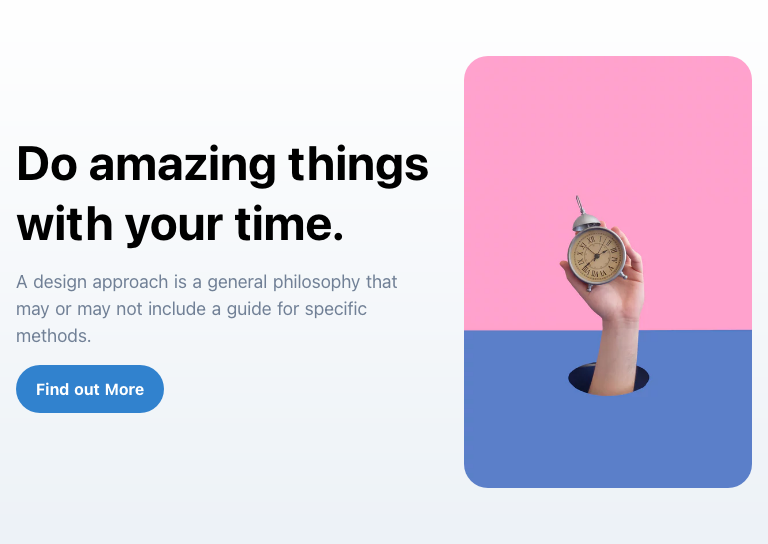 Do amazing things
with your time.
A design approach is a general philosophy that
may or may not include a guide for specific
methods.
Find out More